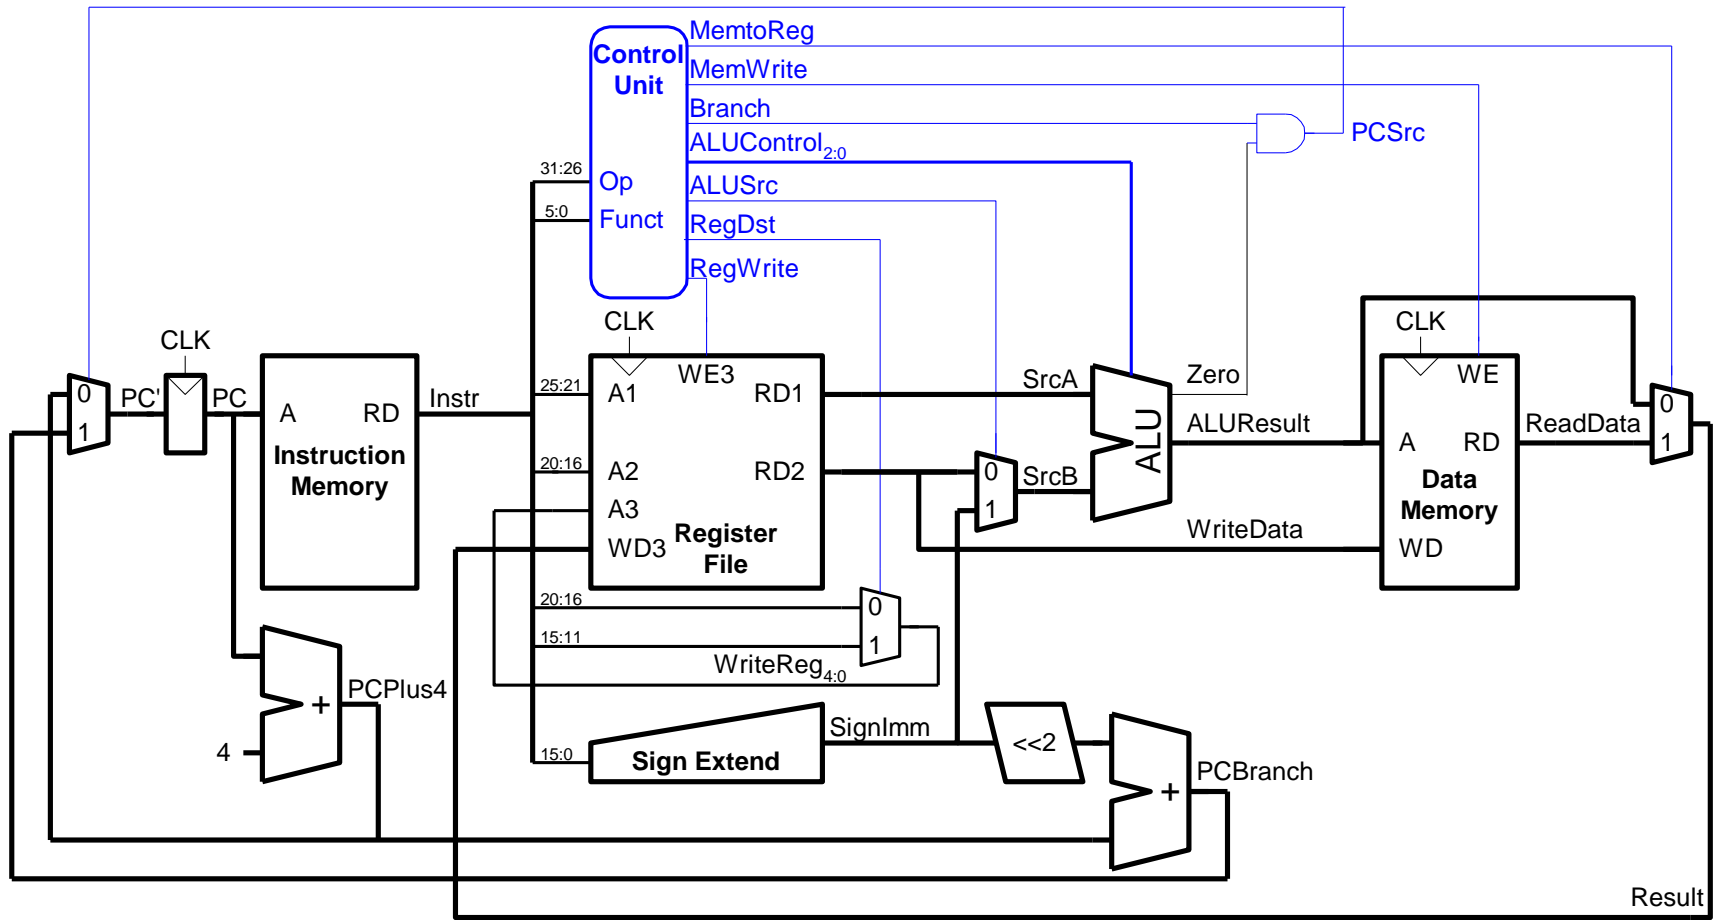 MemtoReg
Control
Unit
MemWrite
Branch
ALUControl2:0
PCSrc
31:26
Op
ALUSrc
5:0
Funct
RegDst
RegWrite
CLK
CLK
CLK
0
1
PC'
PC
A
RD
Instruction
Memory
Instr
25:21
A1
WE3
RD1
20:16
A2
RD2
A3
WD3
Register
File
SrcA
0
1
SrcB
ALU
Zero
ALUResult
WriteData
WE
A
RD
Data
Memory
WD
ReadData
0
1
20:16
0
15:11
1
WriteReg4:0
PCPlus4
+
4
SignImm
15:0
Sign Extend
<<2
+
PCBranch
Result